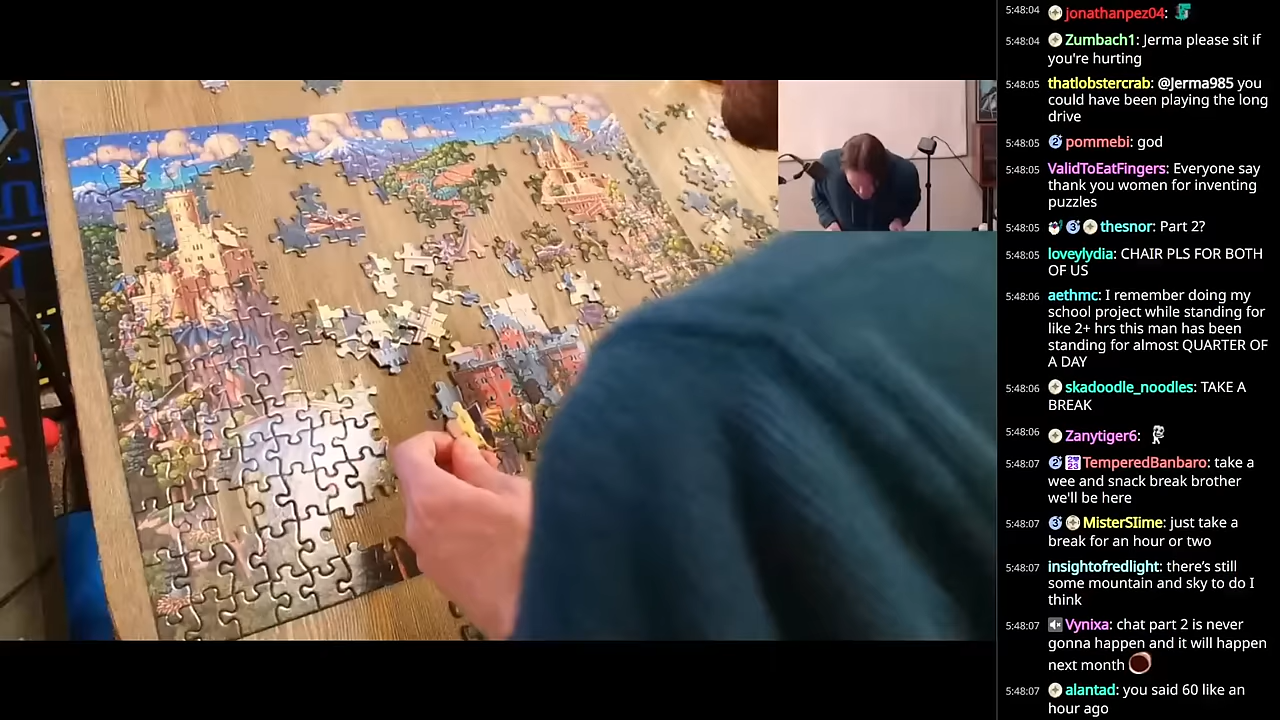 5:48:04 jonathanpez04:
5:48:04 Zumbach1: Jerma please sit if
you're hurting
5:48:05 thatlobstercrab: @Jerma985 you
could have been playing the long
drive
5:48:05 pommebi: god
5:48:05 ValidToEatFingers: Everyone say
thank you women for inventing
puzzles
5:48:05 thesnor: Part 2?
5:48:05 loveylydia: CHAIR PLS FOR BOTH
OF US
5:48:06 aethmc: I remember doing my
school project while standing for
like 2+ hrs this man has been
standing for almost QUARTER OF
A DAY
5:48:06 skadoodle_noodles: TAKE A
BREAK
5:48:06 Zanytiger6:
5:48:07 TemperedBanbaro: take a
wee and snack break brother
we'll be here
5:48:07 MisterSlime: just take a
break for an hour or two
5:48:07 insightofredlight: there’s still
some mountain and sky to do I
think
5:48:07 Vynixa: chat part 2 is never
gonna happen and it will happen
next month
5:48:07 alantad: you said 60 like an
hour ago